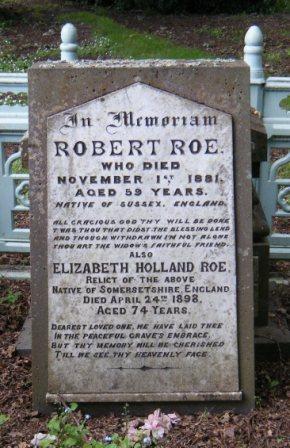 In Memoriam
ROBERT ROE.
WHO DIED
NOVEMBER 1ST 1881.
AGED 59 YEARS.
NATIVE OF SUSSEX, ENGLAND.
ALL GRACIOUS GOD THY WILL BE DONE
T'WAS THOU THAT DIDST THE BLESSING LEND
AND THOUGH WITHDRAWN I'M NOT ALONE
THOU ART THE WIDOW'S FAITHFUL FRIEND.
ALSO
ELIZABETH HOLLAND ROE.
RELICT OF THE ABOVE
NATIVE OF SOMERSETSHIRE, ENGLAND
DIED APRIL 24TH 1898,
AGED 74 YEARS.
DEAREST LOVED ONE, WE HAVE LAID THEE
IN THE PEACEFUL GRAVE'S EMBRACE,
BUT THY MEMORY WILL BE CHERISHED
TILL WE SEE THY HEAVENLY FACE.